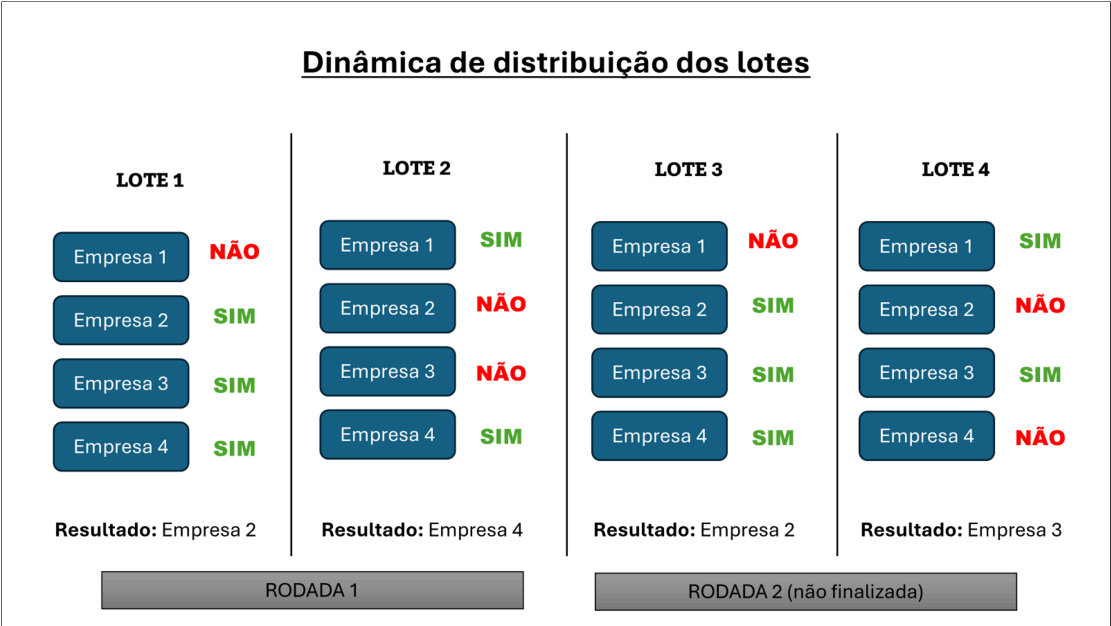 Dinâmica de distribuição dos lotes
LOTE 1
Empresa 1 NÃO
Empresa 2 SIM
Empresa 3 SIM
Empresa 4 SIM
Resultado: Empresa 2
LOTE 2
Empresa 1 SIM
Empresa 2 NÃO
Empresa 3 NÃO
Empresa 4 SIM
Resultado: Empresa 4
LOTE 3
Empresa 1 NÃO
Empresa 2 SIM
Empresa 3 SIM
Empresa 4 SIM
Resultado: Empresa 2
LOTE 4
Empresa 1 SIM
Empresa 2 NÃO
Empresa 3 SIM
Empresa 4 NÃO
Resultado: Empresa 3
RODADA 1
RODADA 2 (não finalizada)